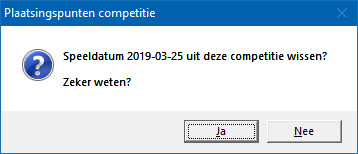 Plaatsingspunten competitie
Speeldatum 2019-03-25 uit deze competitie wissen?
Zeker weten?
Ja
Nee